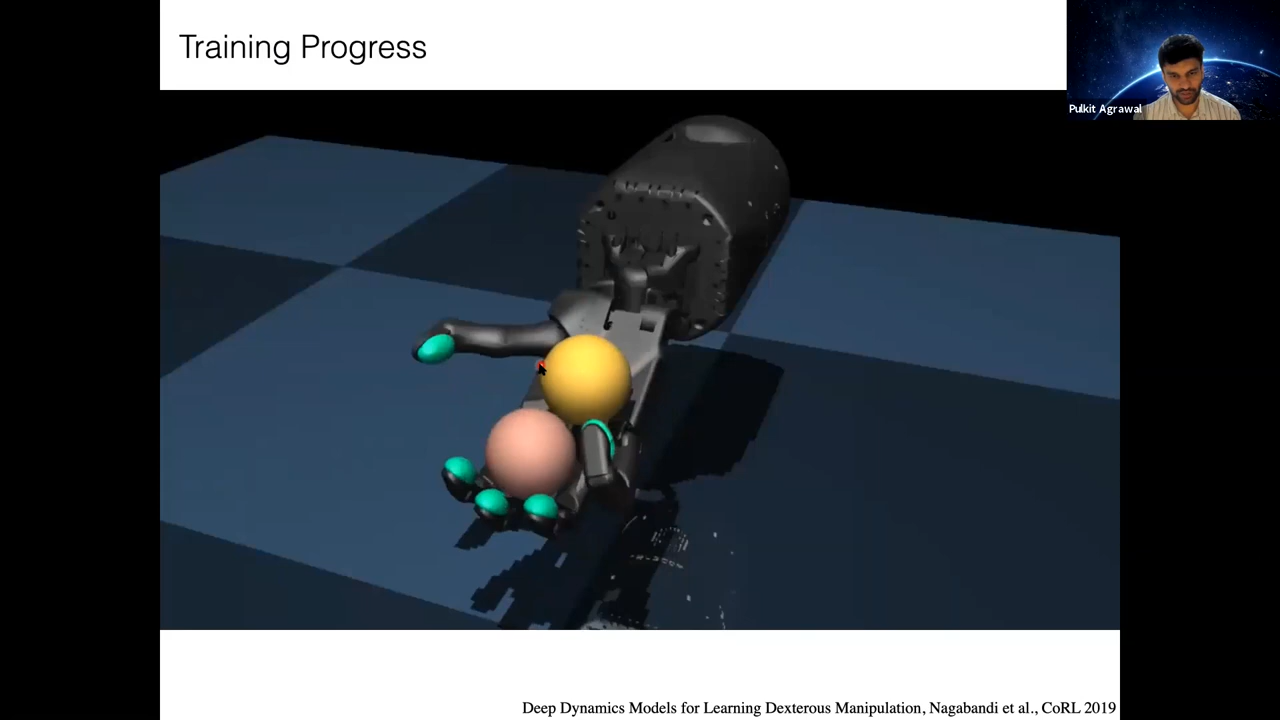 Training Progress
Pulkit Agrawal
Deep Dynamics Models for Learning Dexterous Manipulation, Nagabandi et al., CoRL 2019